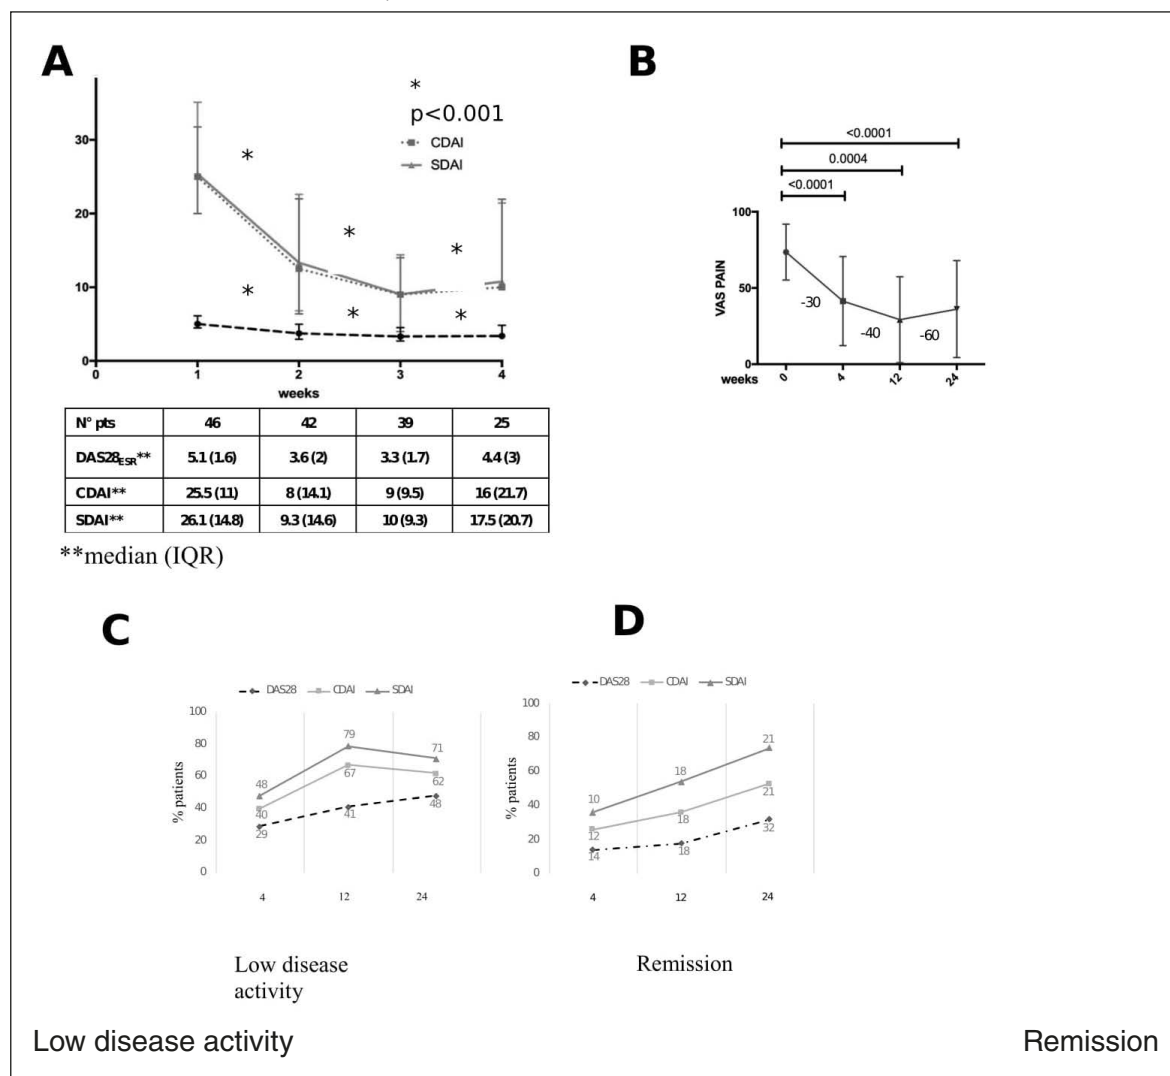 A
*
p<0.001
CDAI
SDAI
30
20
10
0
* * *
* * *
0 1 2 3 4
weeks
N° pts 46 42 39 25
DAS28ESR** 5.1 (1.6) 3.6 (2) 3.3 (1.7) 4.4 (3)
CDAI** 25.5 (11) 8 (14.1) 9 (9.5) 16 (21.7)
SDAI** 26.1 (14.8) 9.3 (14.6) 10 (9.3) 17.5 (20.7)
**median (IQR)
B
<0.0001
0.0004
<0.0001
VAS PAIN
100
50
0
-30 -40 -60
weeks 0 4 12 24
C
DAS28 CDAI SDAI
% patients
100
80
60
40
20
0
48 79 71
40 67 62
29 41 48
4 12 24
Low disease
activity
D
DAS28 CDAI SDAI
% patients
100
80
60
40
20
0
10 18 21
12 18 21
14 18 32
4 12 24
Remission
Low disease activity Remission